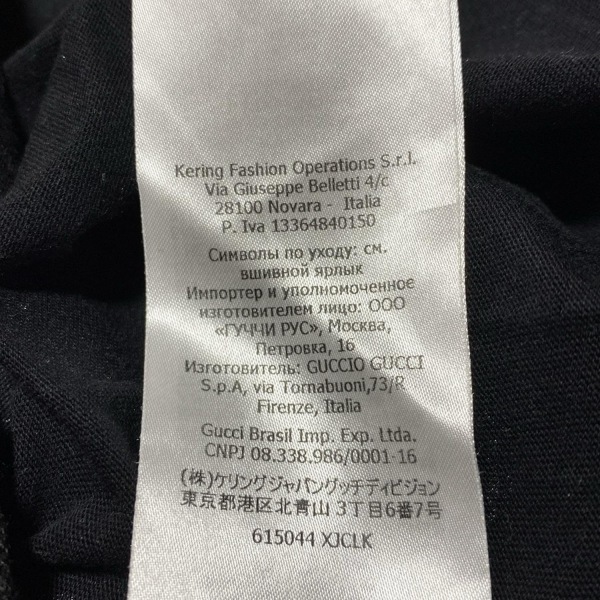 Kering Fashion Operations S.r.l.
Via Giuseppe Belletti 4/c
28100 Novara - Italia
P. Iva 13364840150
Символы по уходу: см.
вшивной ярлык
Импортер и уполномоченное
изготовителем лицо: ООО
«ГУЧЧИ РУС», Москва,
Петровка, 16
Изготовитель: GUCCIO GUCCI
S.p.A, via Tornabuoni,73/R
Firenze, Italia
Gucci Brasil Imp. Exp. Ltda.
CNPJ 08.338.986/0001-16
(株)ケリングジャパングッチディビジョン
東京都港区北青山 3丁目6番7号
615044 XJCLK